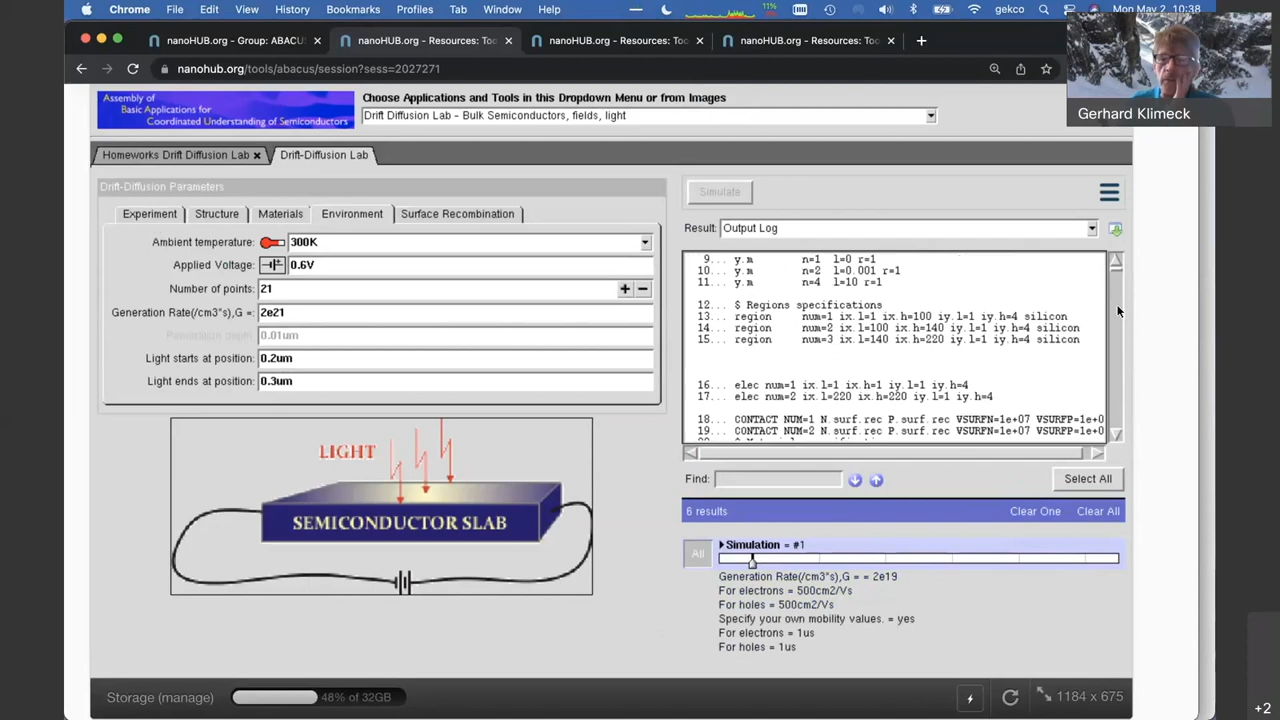 Chrome File Edit View History Bookmarks Profiles Tab Window Help 11% gekco Mon May 2 10:38
nanoHUB.org - Group: ABACUS × nanoHUB.org - Resources: Too × nanoHUB.org - Resources: Too × nanoHUB.org - Resources: Too × +
nanohub.org/tools/abacus/session?sess=2027271
Gerhard Klimeck
Assembly of
Basic Applications for
Coordinated Understanding of Semiconductors
Choose Applications and Tools in this Dropdown Menu or from Images
Drift Diffusion Lab - Bulk Semiconductors, fields, light
Homeworks Drift Diffusion Lab × Drift-Diffusion Lab
Drift-Diffusion Parameters
Experiment Structure Materials Environment Surface Recombination
Ambient temperature: 300K
Applied Voltage: 0.6V
Number of points: 21
Generation Rate(/cm3*s),G =: 2e21
Penetration depth: 0.01um
Light starts at position: 0.2um
Light ends at position: 0.3um
LIGHT
SEMICONDUCTOR SLAB
Simulate
Result: Output Log
9... y.m n=1 l=0 r=1
10... y.m n=2 l=0.001 r=1
11... y.m n=4 l=10 r=1
12... $ Regions specifications
13... region num=1 ix.l=1 ix.h=100 iy.l=1 iy.h=4 silicon
14... region num=2 ix.l=100 ix.h=140 iy.l=1 iy.h=4 silicon
15... region num=3 ix.l=140 ix.h=220 iy.l=1 iy.h=4 silicon
16... elec num=1 ix.l=1 ix.h=1 iy.l=1 iy.h=4
17... elec num=2 ix.l=220 ix.h=220 iy.l=1 iy.h=4
18... CONTACT NUM=1 N.surf.rec P.surf.rec VSURFN=1e+07 VSURFP=1e+0
19... CONTACT NUM=2 N.surf.rec P.surf.rec VSURFN=1e+07 VSURFP=1e+0
Find: Select All
6 results Clear One Clear All
All Simulation = #1
Generation Rate(/cm3*s),G = = 2e19
For electrons = 500cm2/Vs
For holes = 500cm2/Vs
Specify your own mobility values. = yes
For electrons = 1us
For holes = 1us
Storage (manage) 48% of 32GB 1184 x 675
+2